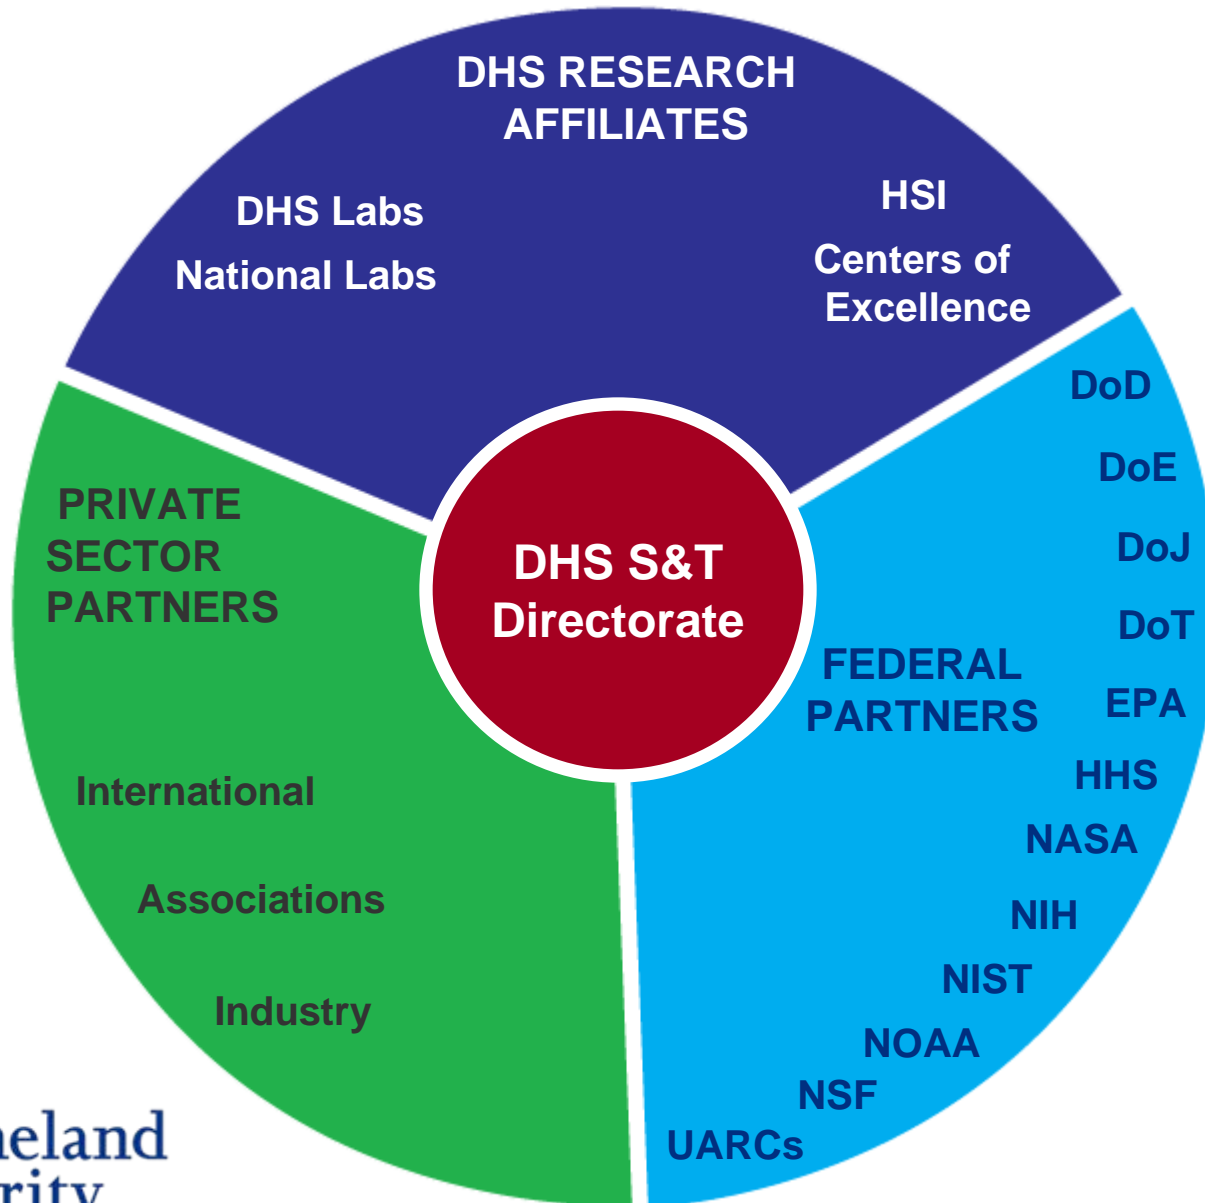 DHS RESEARCH
AFFILIATES
DHS Labs
National Labs
HSI
Centers of
Excellence
DHS S&T
Directorate
PRIVATE
SECTOR
PARTNERS
International
Associations
Industry
FEDERAL
PARTNERS
DoD
DoE
DoJ
DoT
EPA
HHS
NASA
NIH
NIST
NOAA
NSF
UARCs